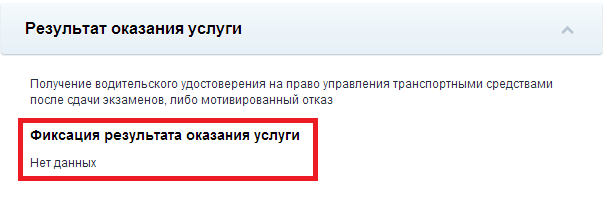 Результат оказания услуги
Получение водительского удостоверения на право управления транспортными средствами
после сдачи экзаменов, либо мотивированный отказ
Фиксация результата оказания услуги
Нет данных